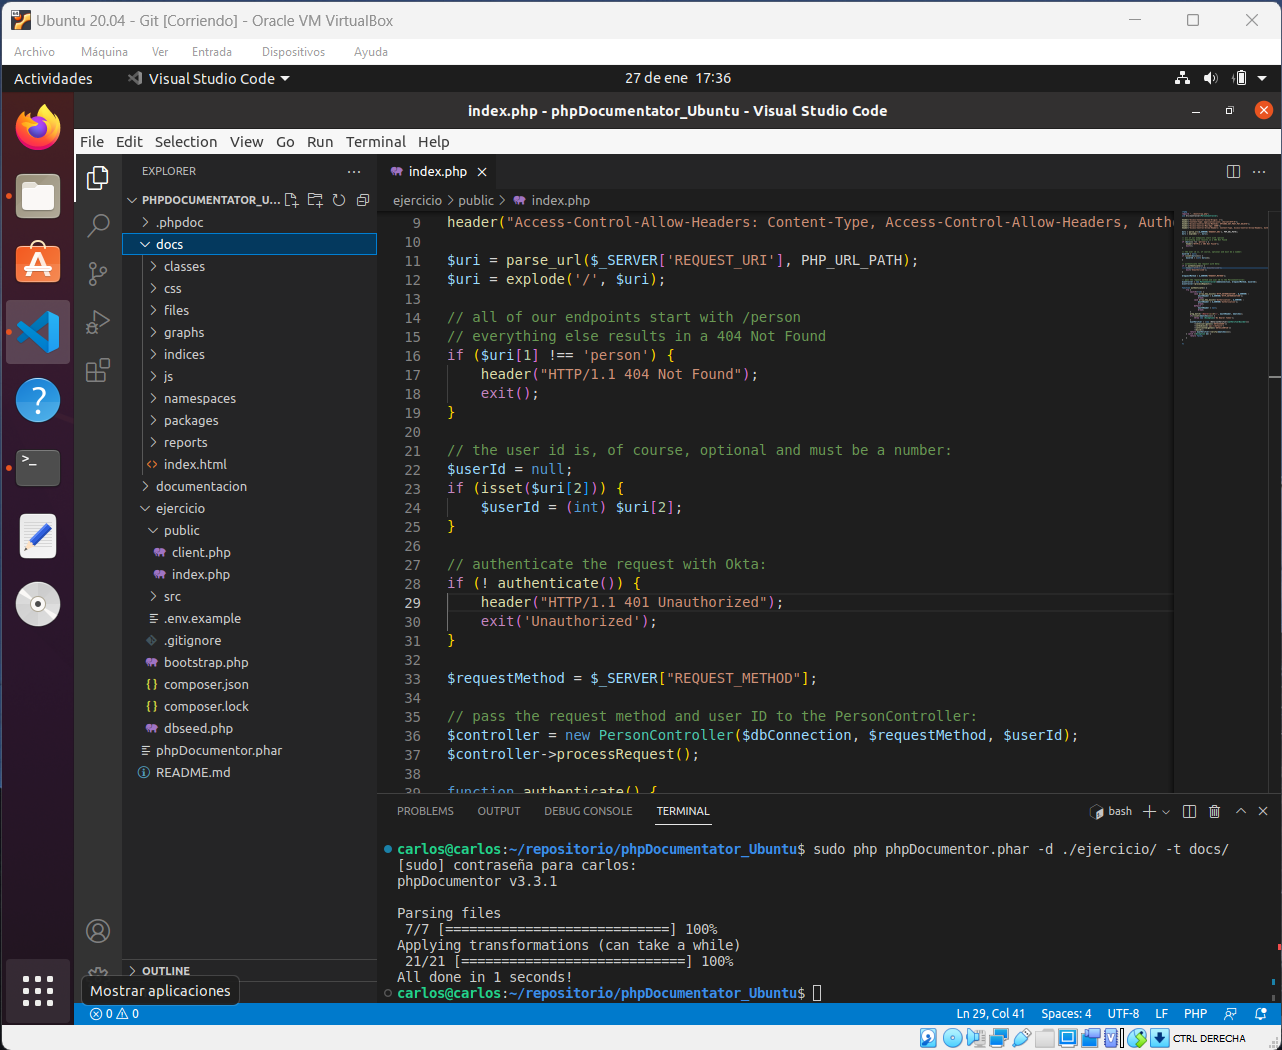 Ubuntu 20.04 - Git [Corriendo] - Oracle VM VirtualBox
Archivo Máquina Ver Entrada Dispositivos Ayuda
Actividades Visual Studio Code 27 de ene 17:36
index.php - phpDocumentator_Ubuntu - Visual Studio Code
File Edit Selection View Go Run Terminal Help
EXPLORER
PHPDOCUMENTATOR_U...
.phpdoc
docs
classes
css
files
graphs
indices
js
namespaces
packages
reports
index.html
documentacion
ejercicio
public
client.php
index.php
src
.env.example
.gitignore
bootstrap.php
composer.json
composer.lock
dbseed.php
phpDocumentor.phar
README.md
OUTLINE
Mostrar aplicaciones
index.php
ejercicio > public > index.php
9 header("Access-Control-Allow-Headers: Content-Type, Access-Control-Allow-Headers, Auth
10
11 $uri = parse_url($_SERVER['REQUEST_URI'], PHP_URL_PATH);
12 $uri = explode('/', $uri);
13
14 // all of our endpoints start with /person
15 // everything else results in a 404 Not Found
16 if ($uri[1] !== 'person') {
17 header("HTTP/1.1 404 Not Found");
18 exit();
19 }
20
21 // the user id is, of course, optional and must be a number:
22 $userId = null;
23 if (isset($uri[2])) {
24 $userId = (int) $uri[2];
25 }
26
27 // authenticate the request with Okta:
28 if (! authenticate()) {
29 header("HTTP/1.1 401 Unauthorized");
30 exit('Unauthorized');
31 }
32
33 $requestMethod = $_SERVER["REQUEST_METHOD"];
34
35 // pass the request method and user ID to the PersonController:
36 $controller = new PersonController($dbConnection, $requestMethod, $userId);
37 $controller->processRequest();
38
39 function authenticate() {
PROBLEMS OUTPUT DEBUG CONSOLE TERMINAL bash
carlos@carlos:~/repositorio/phpDocumentator_Ubuntu$ sudo php phpDocumentor.phar -d ./ejercicio/ -t docs/
[sudo] contraseña para carlos:
phpDocumentor v3.3.1
Parsing files
7/7 [============================] 100%
Applying transformations (can take a while)
21/21 [============================] 100%
All done in 1 seconds!
carlos@carlos:~/repositorio/phpDocumentator_Ubuntu$
0 0 Ln 29, Col 41 Spaces: 4 UTF-8 LF PHP
CTRL DERECHA